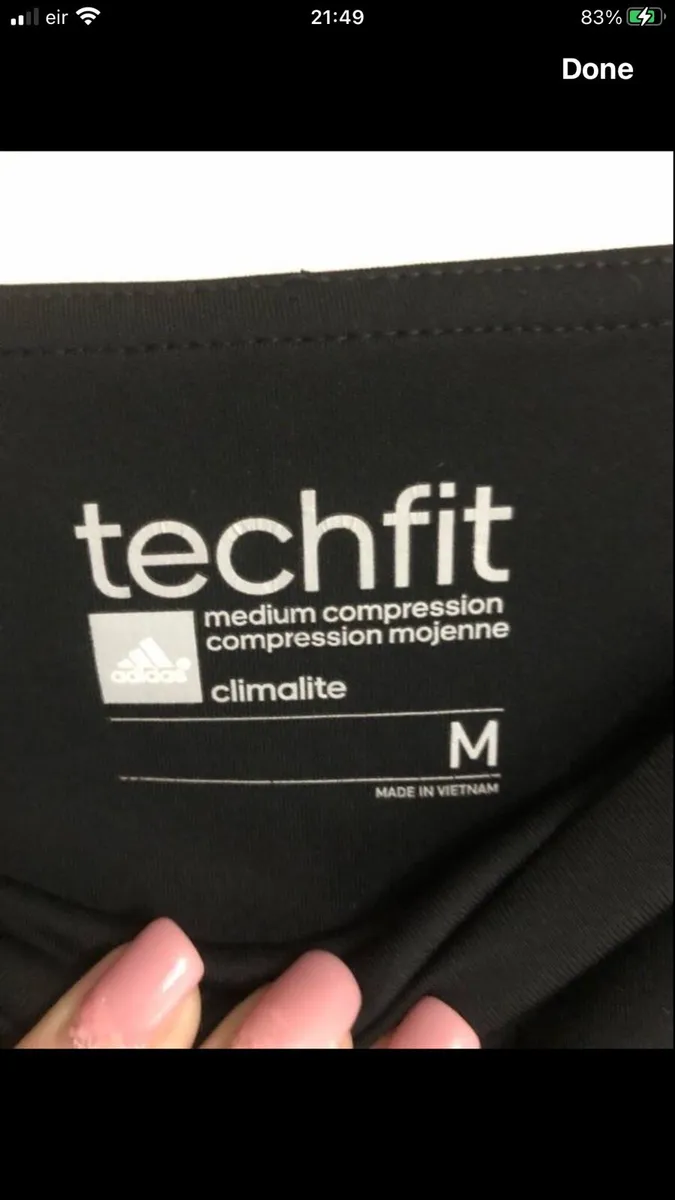 eir 21:49 83%
Done
techfit
medium compression
compression mojenne
adidas
climalite
M
MADE IN VIETNAM